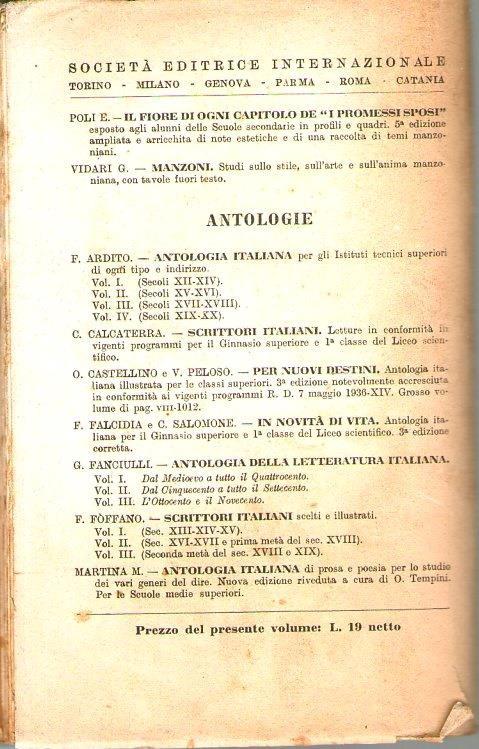 SOCIETÀ EDITRICE INTERNAZIONALE
TORINO - MILANO - GENOVA - PARMA - ROMA - CATANIA
POLI E. — IL FIORE DI OGNI CAPITOLO DE "I PROMESSI SPOSI"
esposto agli alunni delle Scuole secondarie in profili e quadri. 5ª edizione
ampliata e arricchita di note estetiche e di una raccolta di temi manzo-
niani.
VIDARI G. — MANZONI. Studi sullo stile, sull'arte e sull'anima manzo-
niana, con tavole fuori testo.
ANTOLOGIE
F. ARDITO. — ANTOLOGIA ITALIANA per gli Istituti tecnici superiori
di ogni tipo e indirizzo.
Vol. I. (Secoli XII-XIV).
Vol. II. (Secoli XV-XVI).
Vol. III. (Secoli XVII-XVIII).
Vol. IV. (Secoli XIX-XX).
C. CALCATERRA. — SCRITTORI ITALIANI. Letture in conformità in
vigenti programmi per il Ginnasio superiore e 1ª classe del Liceo scien-
tifico.
O. CASTELLINO e V. PELOSO. — PER NUOVI DESTINI. Antologia ita-
liana illustrata per le classi superiori. 3ª edizione notevolmente accresciuta
in conformità ai vigenti programmi R. D. 7 maggio 1936-XIV. Grosso vo-
lume di pag. VIII-1012.
F. FALCIDIA e C. SALOMONE. — IN NOVITÀ DI VITA. Antologia ita-
liana per il Ginnasio superiore e 1ª classe del Liceo scientifico. 3ª edizione
corretta.
G. FANCIULLI. — ANTOLOGIA DELLA LETTERATURA ITALIANA.
Vol. I. Dal Medioevo a tutto il Quattrocento.
Vol. II. Dal Cinquecento a tutto il Settecento.
Vol. III. L'Ottocento e il Novecento.
F. FÒFFANO. — SCRITTORI ITALIANI scelti e illustrati.
Vol. I. (Sec. XIII-XIV-XV).
Vol. II. (Sec. XVI-XVII e prima metà del sec. XVIII).
Vol. III. (Seconda metà del sec. XVIII e XIX).
MARTINA M. — ANTOLOGIA ITALIANA di prosa e poesia per lo studio
dei vari generi del dire. Nuova edizione riveduta a cura di O. Tempini.
Per le Scuole medie superiori.
Prezzo del presente volume: L. 19 netto